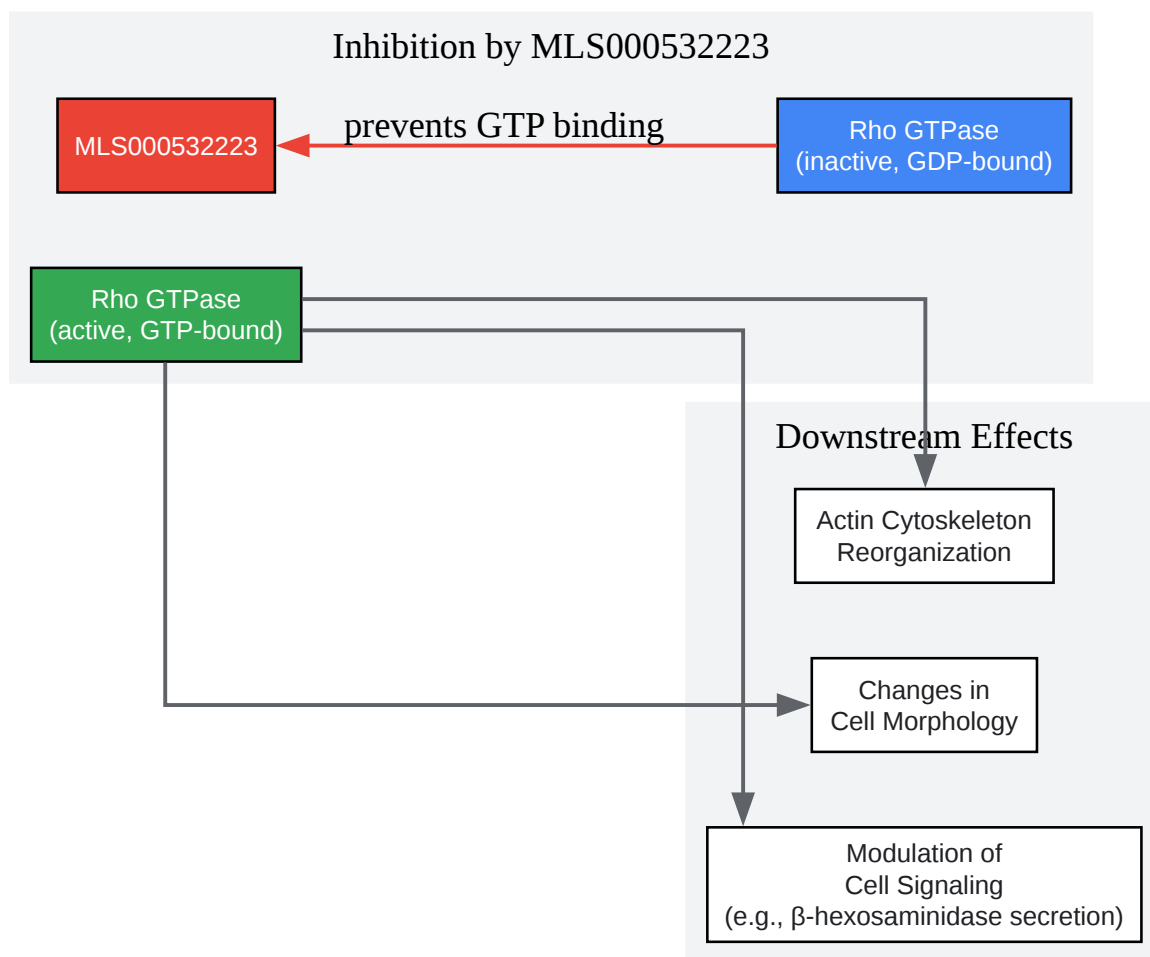 Inhibition by MLS000532223
MLS000532223
prevents GTP binding
Rho GTPase
(inactive, GDP-bound)
Rho GTPase
(active, GTP-bound)
Downstream Effects
Actin Cytoskeleton
Reorganization
Changes in
Cell Morphology
Modulation of
Cell Signaling
(e.g., β-hexosaminidase secretion)